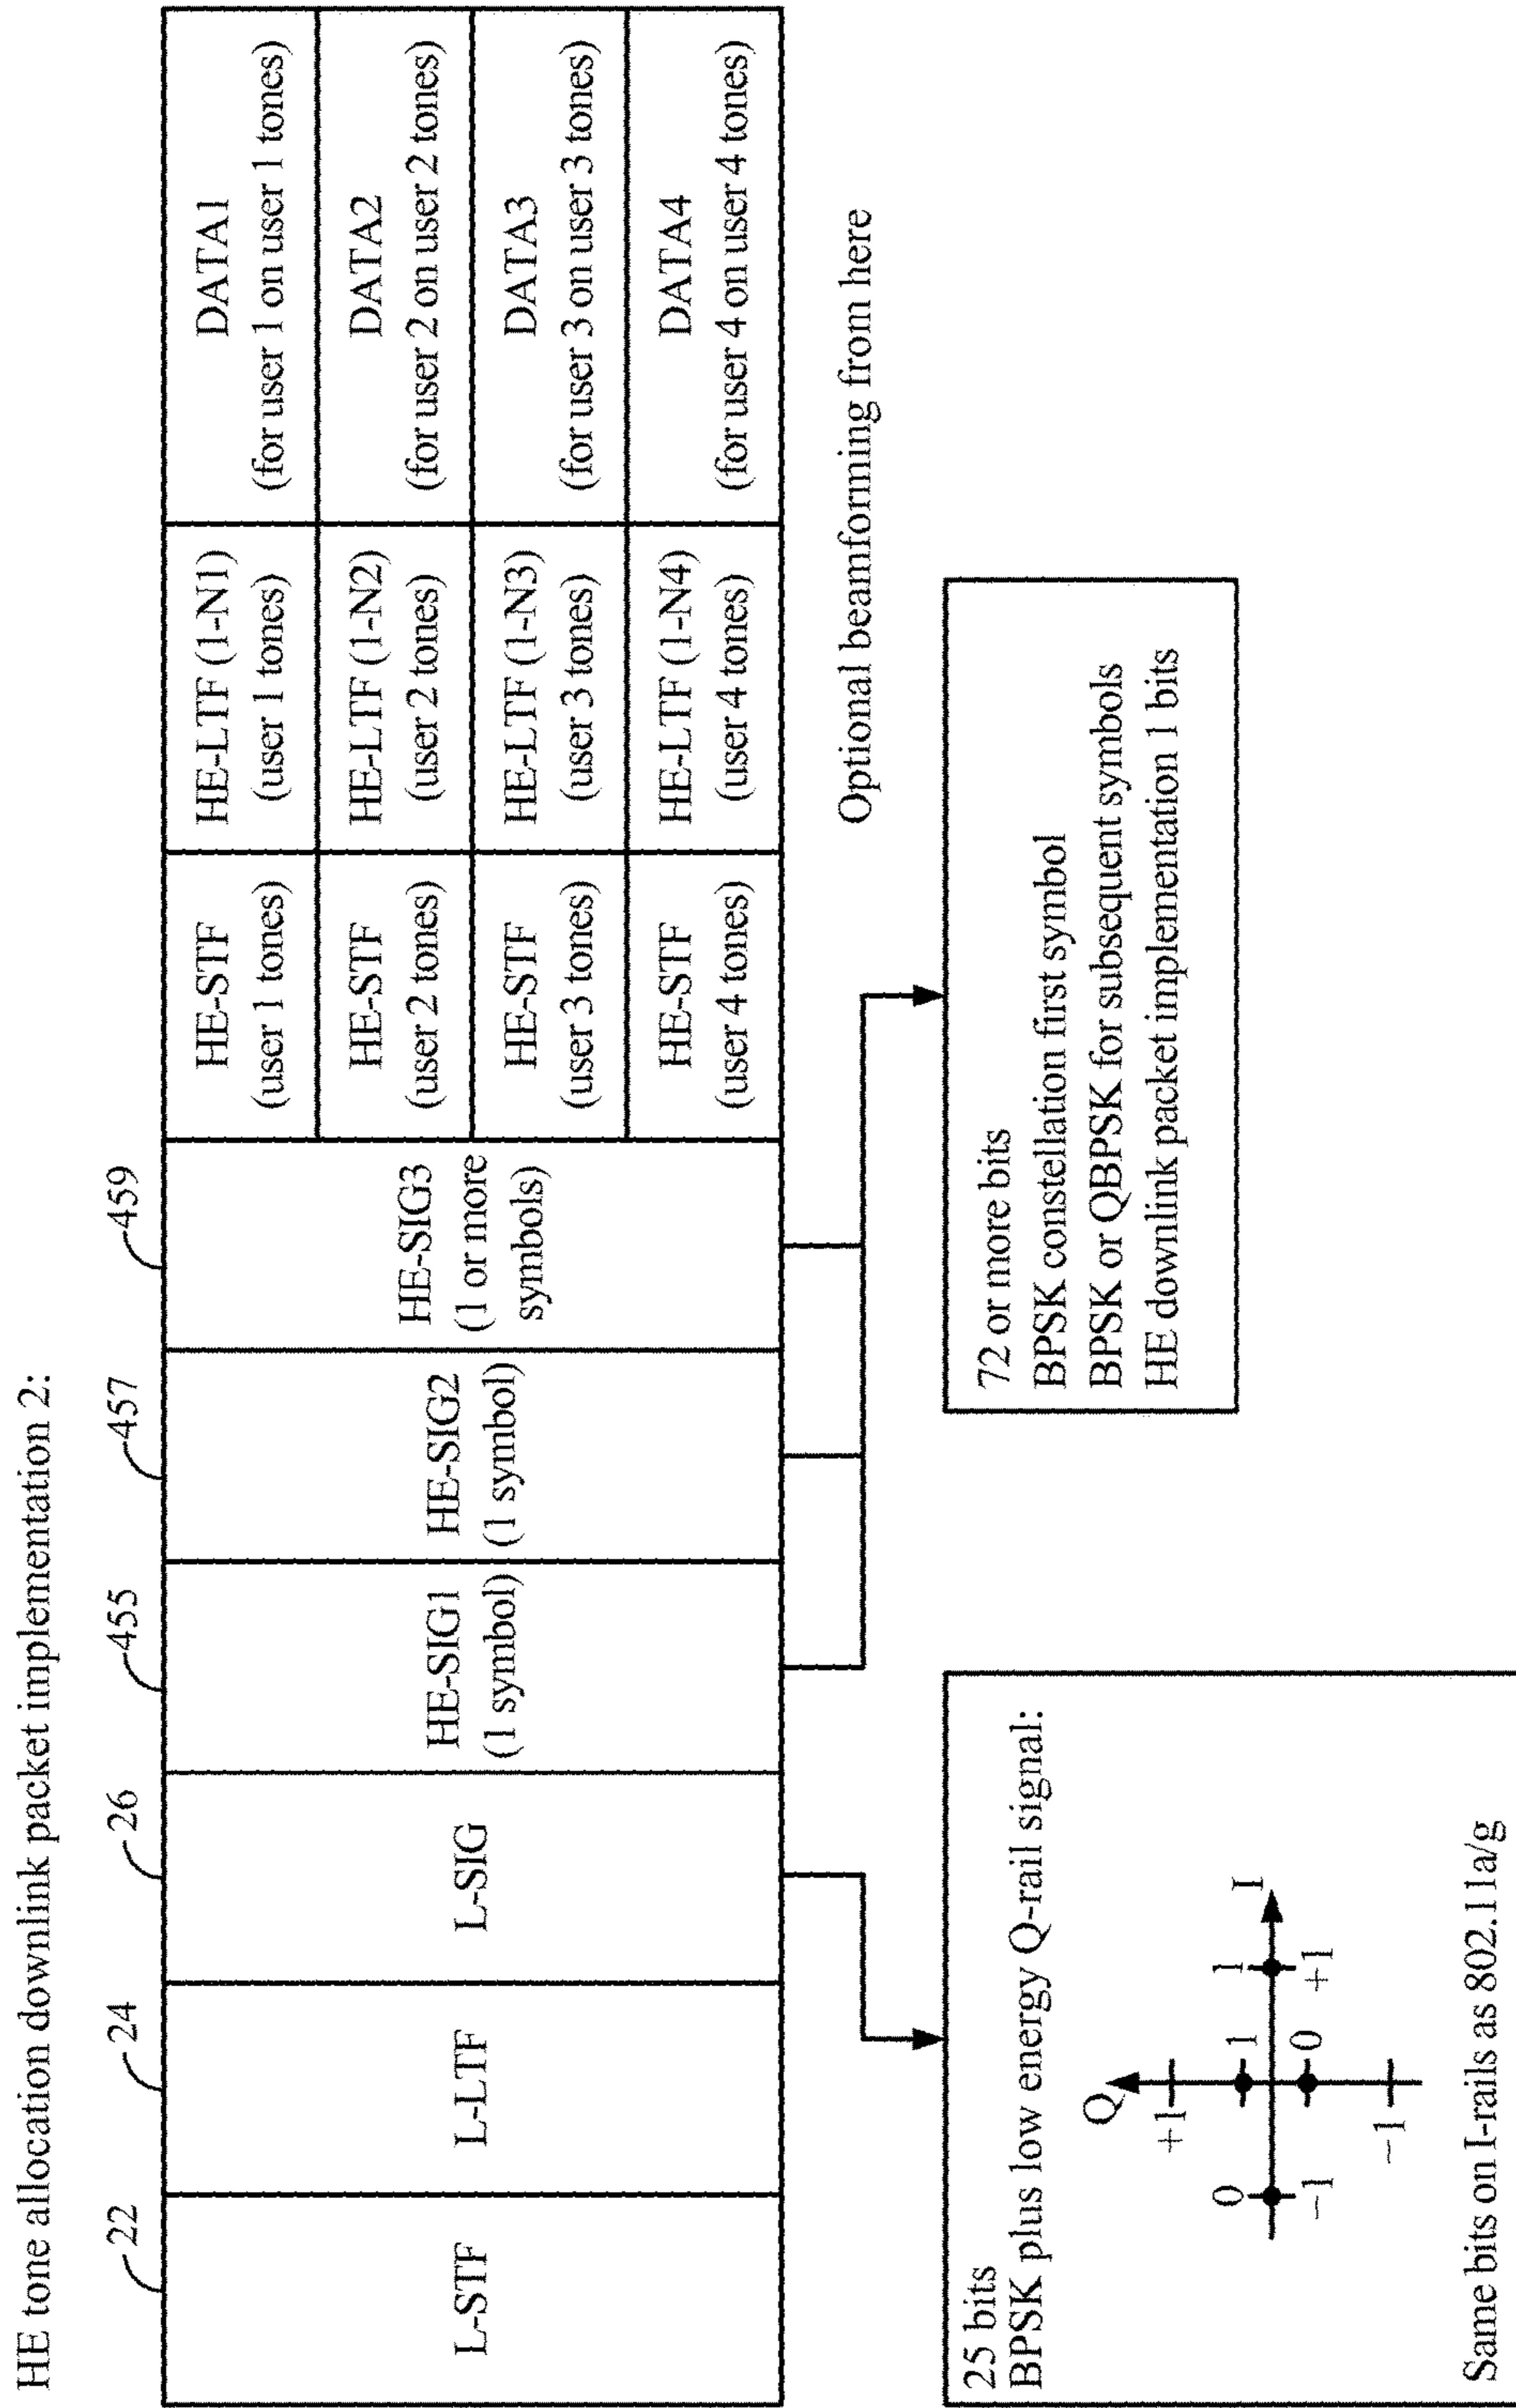 HE tone allocation downlink packet implementation 2:
22
24
26
455
457
459
L-STF
L-LTF
L-SIG
HE-SIG1
(1 symbol)
HE-SIG2
(1 symbol)
HE-SIG3
(1 or more
symbols)
HE-STF
(user 1 tones)
HE-LTF (1-N1)
(user 1 tones)
DATA1
(for user 1 on user 1 tones)
HE-STF
(user 2 tones)
HE-LTF (1-N2)
(user 2 tones)
DATA2
(for user 2 on user 2 tones)
HE-STF
(user 3 tones)
HE-LTF (1-N3)
(user 3 tones)
DATA3
(for user 3 on user 3 tones)
HE-STF
(user 4 tones)
HE-LTF (1-N4)
(user 4 tones)
DATA4
(for user 4 on user 4 tones)
Optional beamforming from here
25 bits
BPSK plus low energy Q-rail signal:
Q
+1
0
1
1
I
−1
0
+1
−1
Same bits on I-rails as 802.11a/g
72 or more bits
BPSK constellation first symbol
BPSK or QBPSK for subsequent symbols
HE downlink packet implementation 1 bits